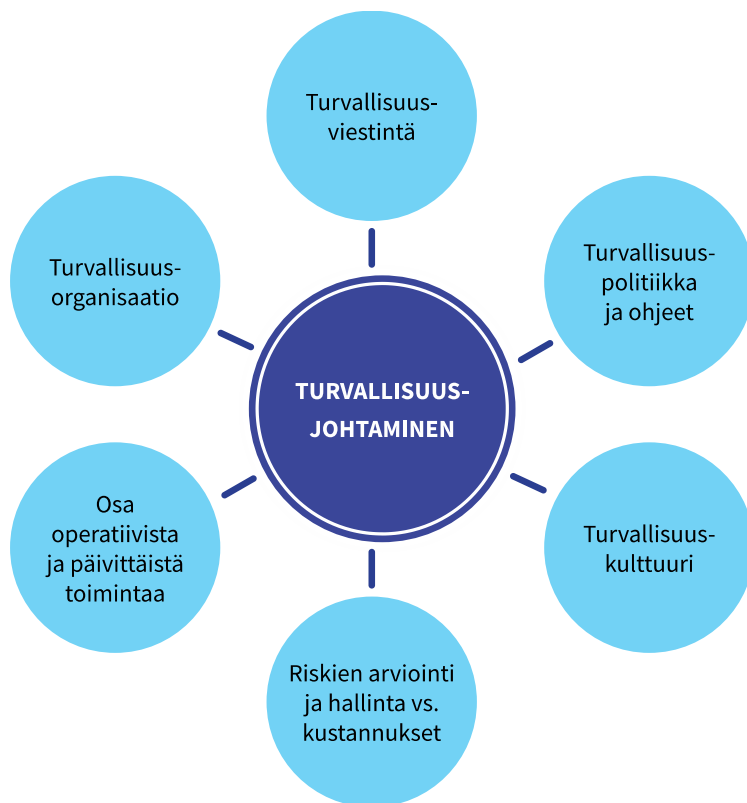 Turvallisuus-
viestintä
Turvallisuus-
organisaatio
Turvallisuus-
politiikka
ja ohjeet
TURVALLISUUS-
JOHTAMINEN
Osa
operatiivista
ja päivittäistä
toimintaa
Turvallisuus-
kulttuuri
Riskien arviointi
ja hallinta vs.
kustannukset